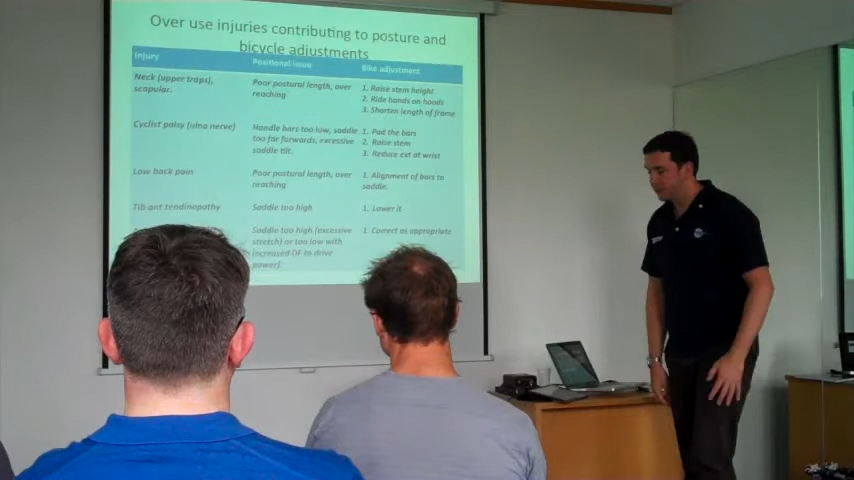 Over use injuries contributing to posture and
bicycle adjustments
Injury
Positional issue
Bike adjustment
Neck (upper traps),
scapular.
Poor postural length, over
reaching
1. Raise stem height
2. Ride hands on hoods
3. Shorten length of frame
Cyclist palsy (ulna nerve)
Handle bars too low, saddle
too far forwards, excessive
saddle tilt.
1. Pad the bars
2. Raise stem
3. Reduce ext at wrist
Low back pain
Poor postural length, over
reaching
1. Alignment of bars to
saddle.
Tib ant tendinopathy
Saddle too high
1. Lower it
Saddle too high (excessive
stretch) or too low with
increased DF to drive
power).
1. Correct as appropriate